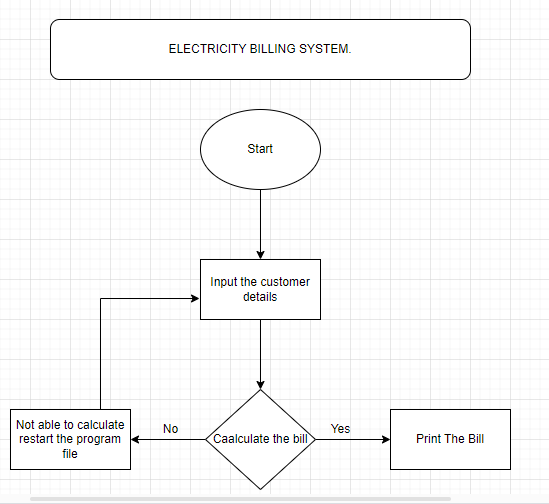 ELECTRICITY BILLING SYSTEM.
Start
Input the customer
details
Not able to calculate
restart the program
file
No
Caalculate the bill
Yes
Print The Bill